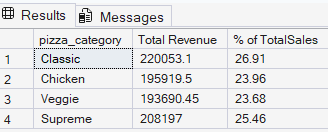 Results Messages
pizza_category Total Revenue % of TotalSales
1 Classic 220053.1 26.91
2 Chicken 195919.5 23.96
3 Veggie 193690.45 23.68
4 Supreme 208197 25.46